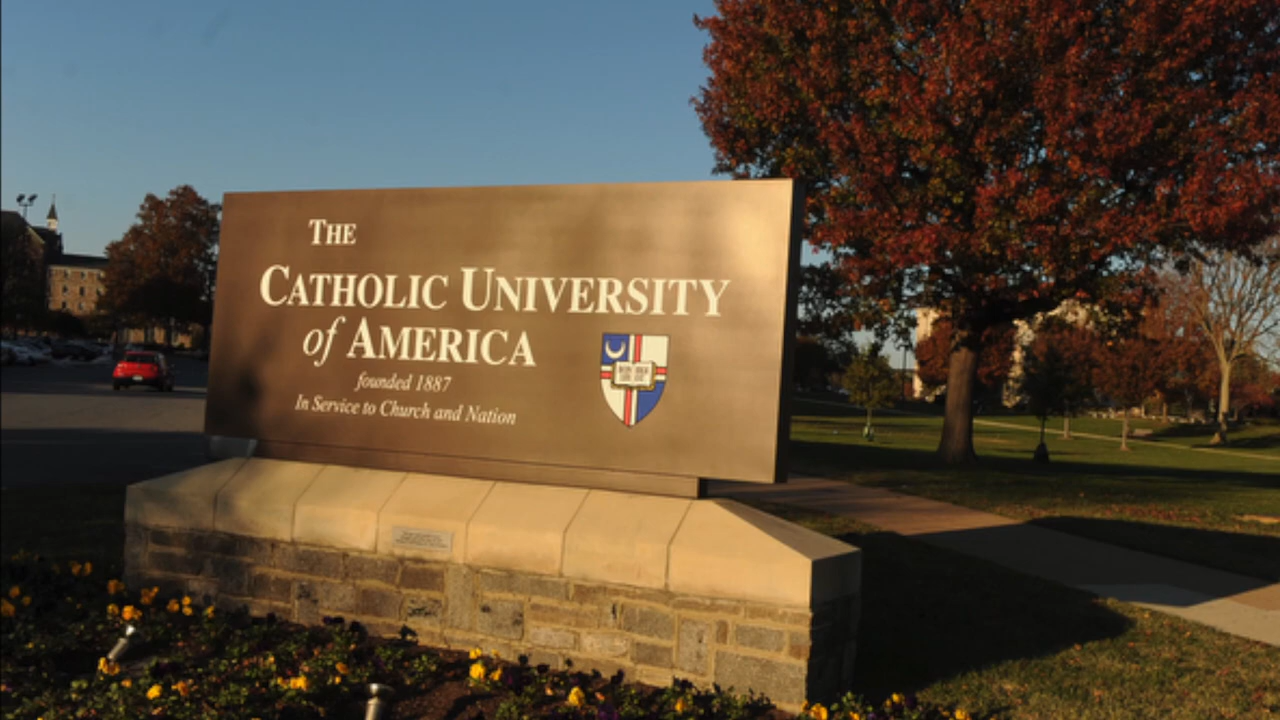 THE
CATHOLIC UNIVERSITY
of AMERICA
founded 1887
In Service to Church and Nation